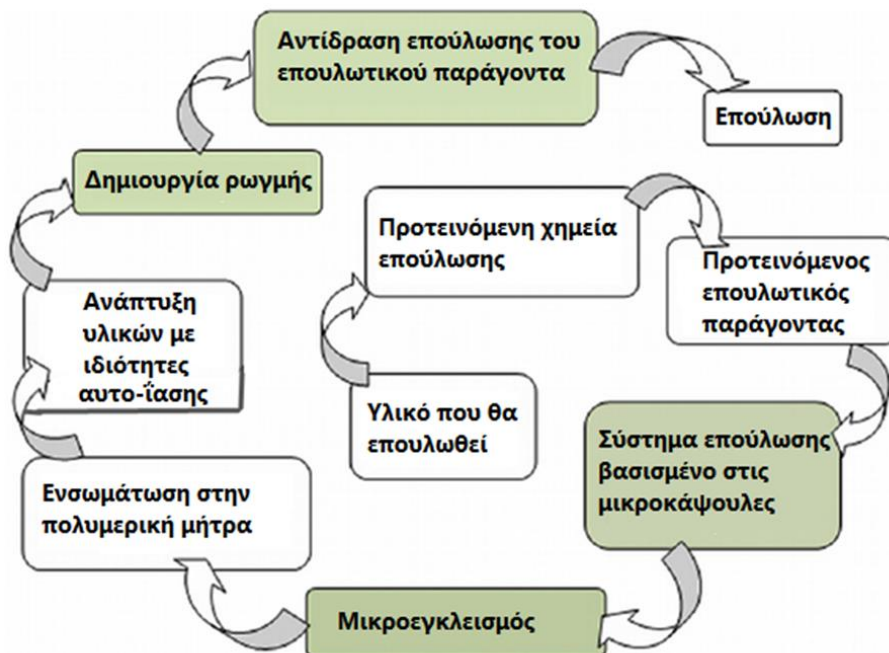 Αντίδραση επούλωσης του
επουλωτικού παράγοντα
Επούλωση
Δημιουργία ρωγμής
Προτεινόμενη χημεία
επούλωσης
Προτεινόμενος
επουλωτικός
παράγοντας
Ανάπτυξη
υλικών με
ιδιότητες
αυτο-ΐασης
Υλικό που θα
επουλωθεί
Σύστημα επούλωσης
βασισμένο στις
μικροκάψουλες
Ενσωμάτωση στην
πολυμερική μήτρα
Μικροεγκλεισμός